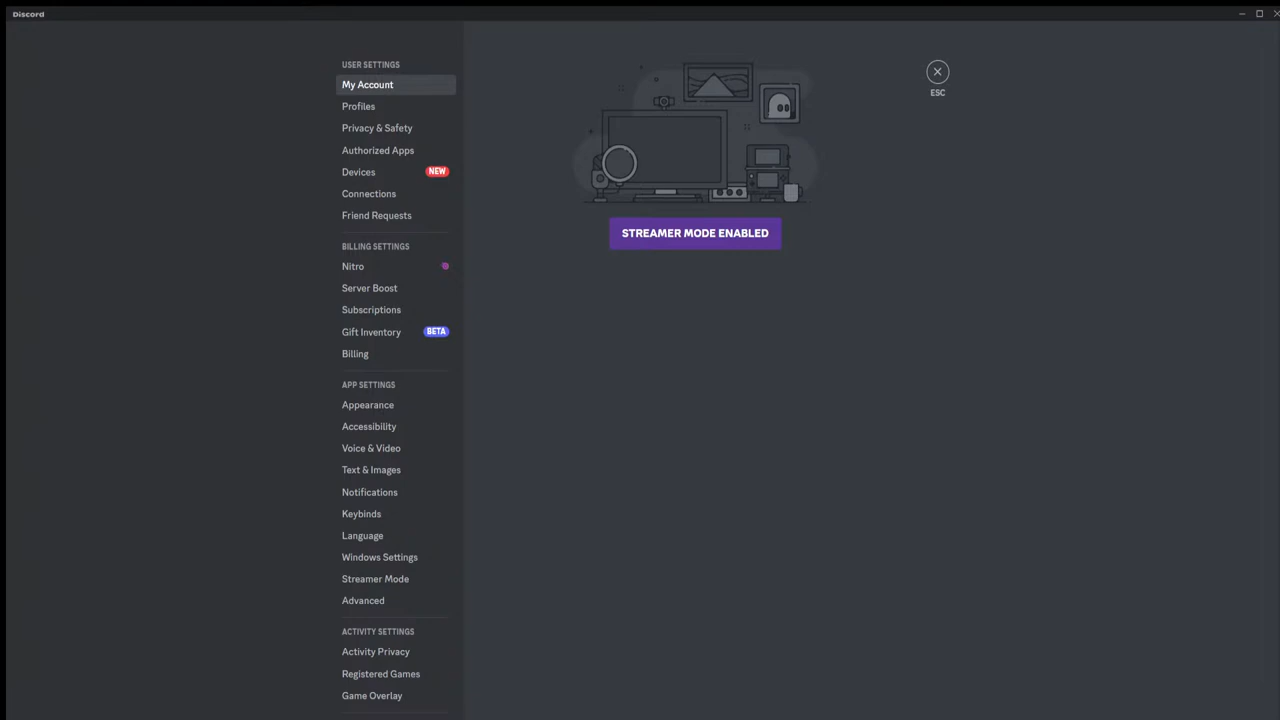 Discord
USER SETTINGS
My Account
Profiles
Privacy & Safety
Authorized Apps
Devices NEW
Connections
Friend Requests
BILLING SETTINGS
Nitro
Server Boost
Subscriptions
Gift Inventory BETA
Billing
APP SETTINGS
Appearance
Accessibility
Voice & Video
Text & Images
Notifications
Keybinds
Language
Windows Settings
Streamer Mode
Advanced
ACTIVITY SETTINGS
Activity Privacy
Registered Games
Game Overlay
STREAMER MODE ENABLED
ESC